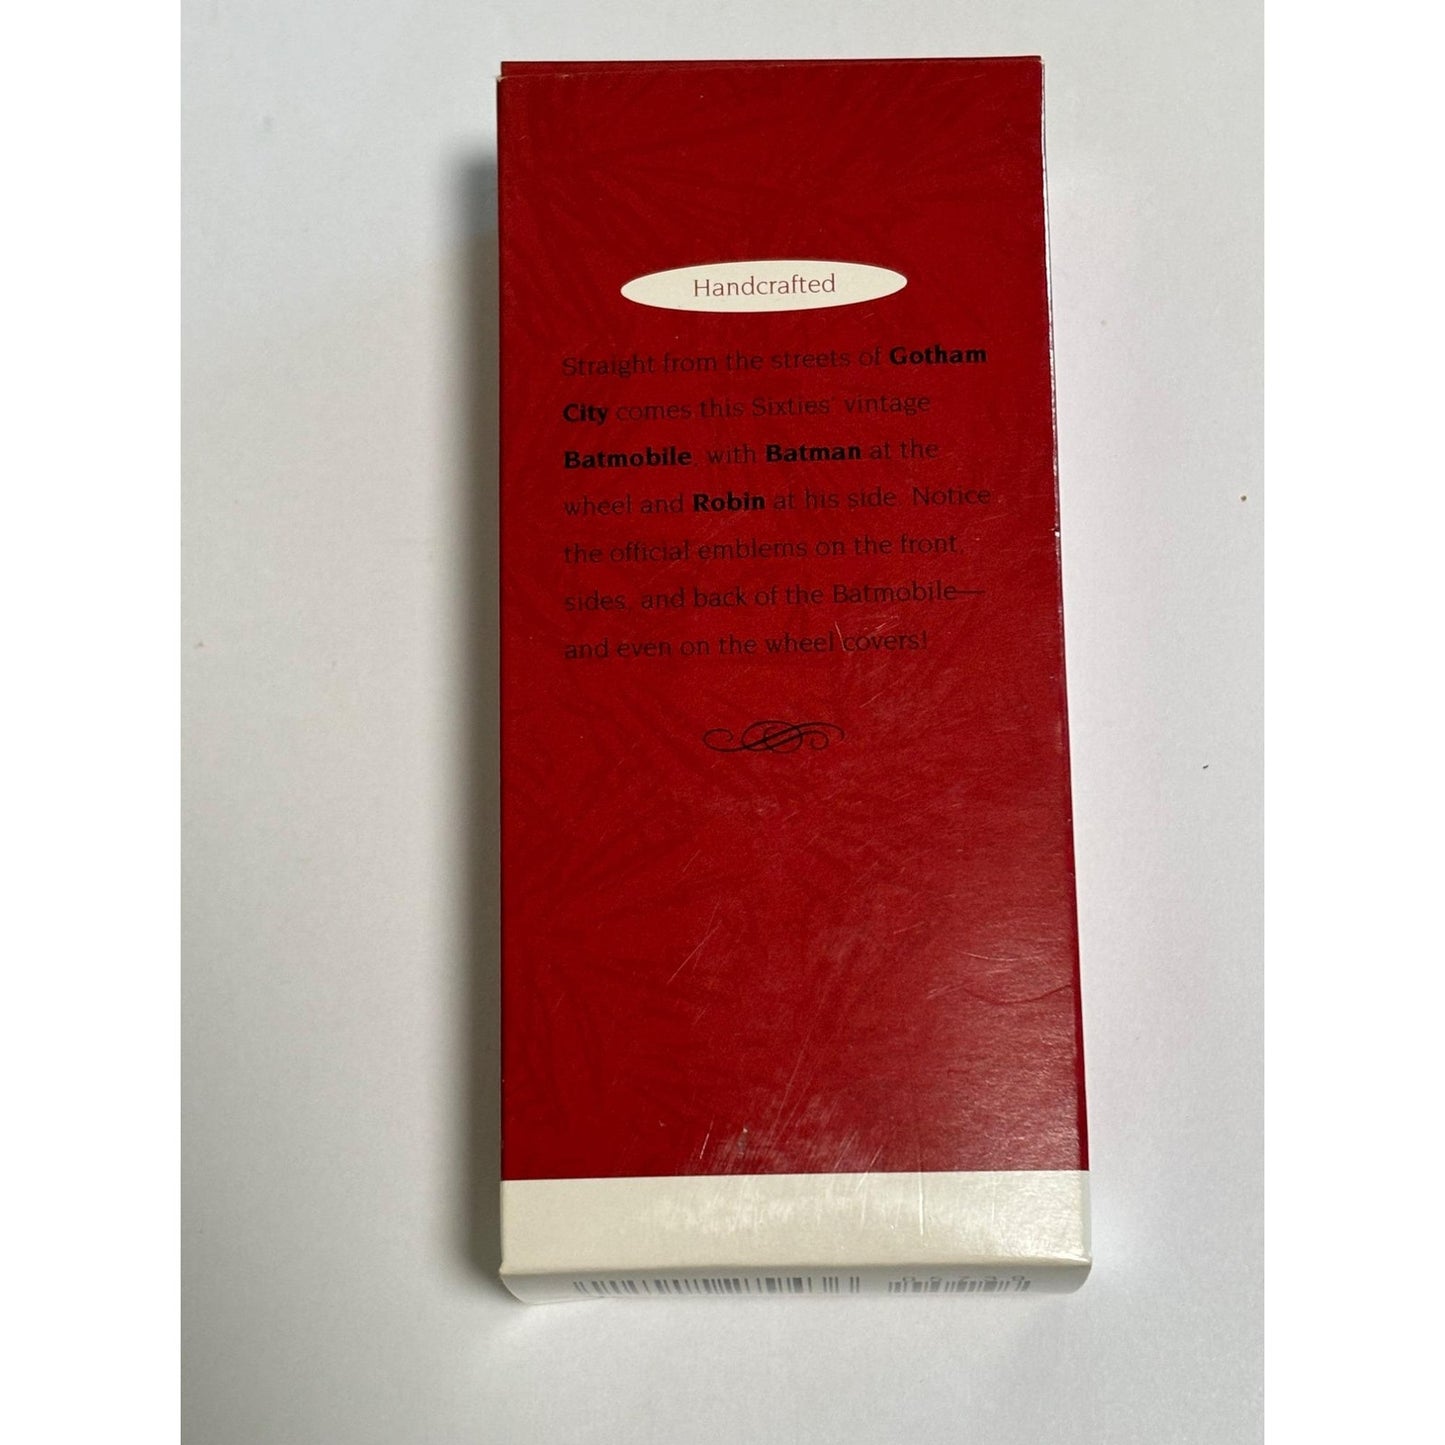 Handcrafted
Straight from the streets of Gotham
City comes this Sixties' vintage
Batmobile, with Batman at the
wheel and Robin at his side. Notice
the official emblems on the front,
sides, and back of the Batmobile—
and even on the wheel covers!